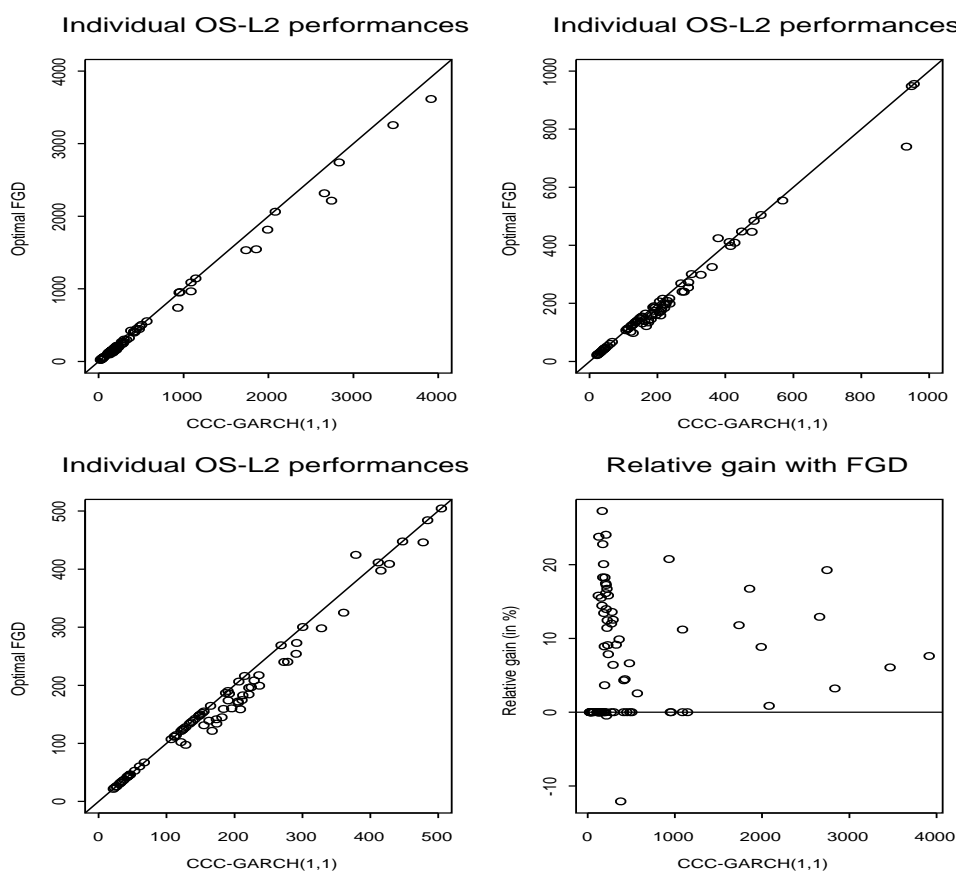 Individual OS-L2 performances
Optimal FGD
0 1000 2000 3000 4000
0 1000 2000 3000 4000
CCC-GARCH(1,1)
Individual OS-L2 performances
Optimal FGD
0 200 400 600 800 1000
0 200 400 600 800 1000
CCC-GARCH(1,1)
Individual OS-L2 performances
Optimal FGD
0 100 200 300 400 500
0 100 200 300 400 500
CCC-GARCH(1,1)
Relative gain with FGD
Relative gain (in %)
-10 0 10 20
0 1000 2000 3000 4000
CCC-GARCH(1,1)